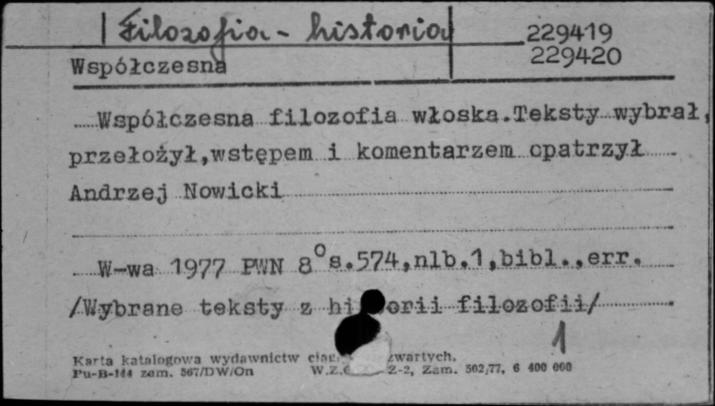 Filozofia - historia 229419
Współczesna 229420
Współczesna filozofia włoska.Teksty wybrał,
przełożył,wstępem i komentarzem opatrzył
Andrzej Nowicki
W-wa 1977 PWN 8° s.574,nlb.1,bibl.,err.
/Wybrane teksty z hi orii filozofii/
1
Karta katalogowa wydawnictw zwartych.
Pu-B-144 zam. 567/DW/On W.Z. Z-2, Zam. 502/77, 6 400 000